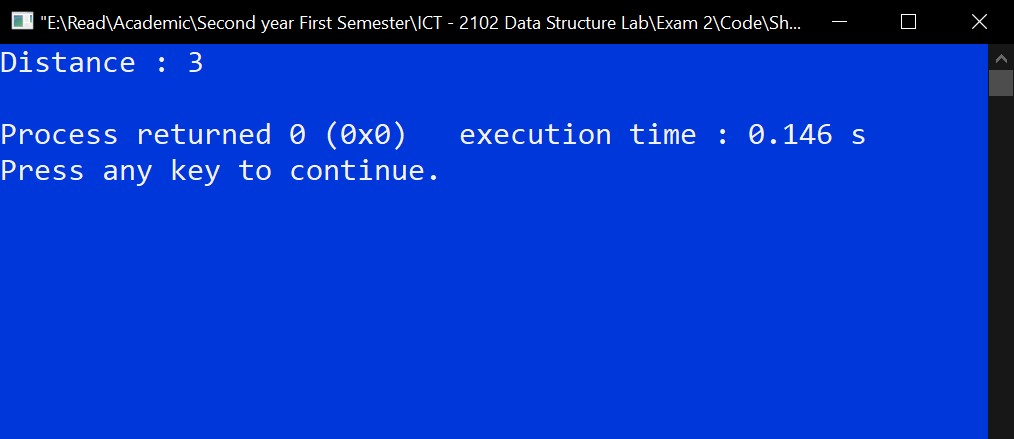 "E:\Read\Academic\Second year First Semester\ICT - 2102 Data Structure Lab\Exam 2\Code\Sh...
Distance : 3
Process returned 0 (0x0)   execution time : 0.146 s
Press any key to continue.